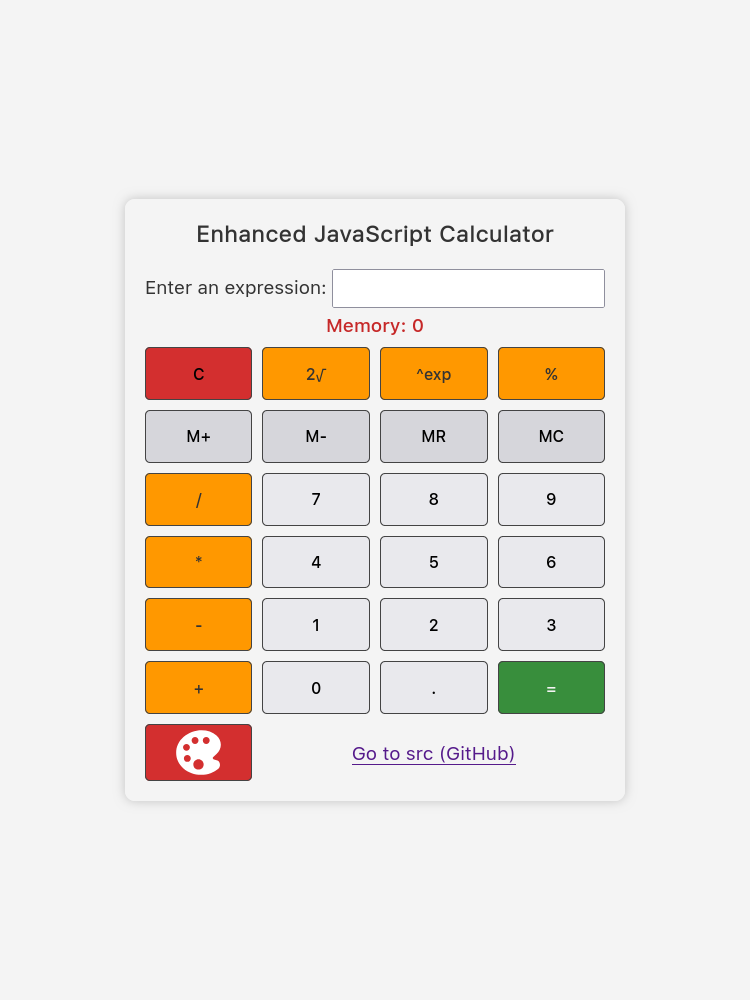 Enhanced JavaScript Calculator
Enter an expression:
Memory: 0
C 2√ ^exp %
M+ M- MR MC
/ 7 8 9
* 4 5 6
- 1 2 3
+ 0 . =
Go to src (GitHub)